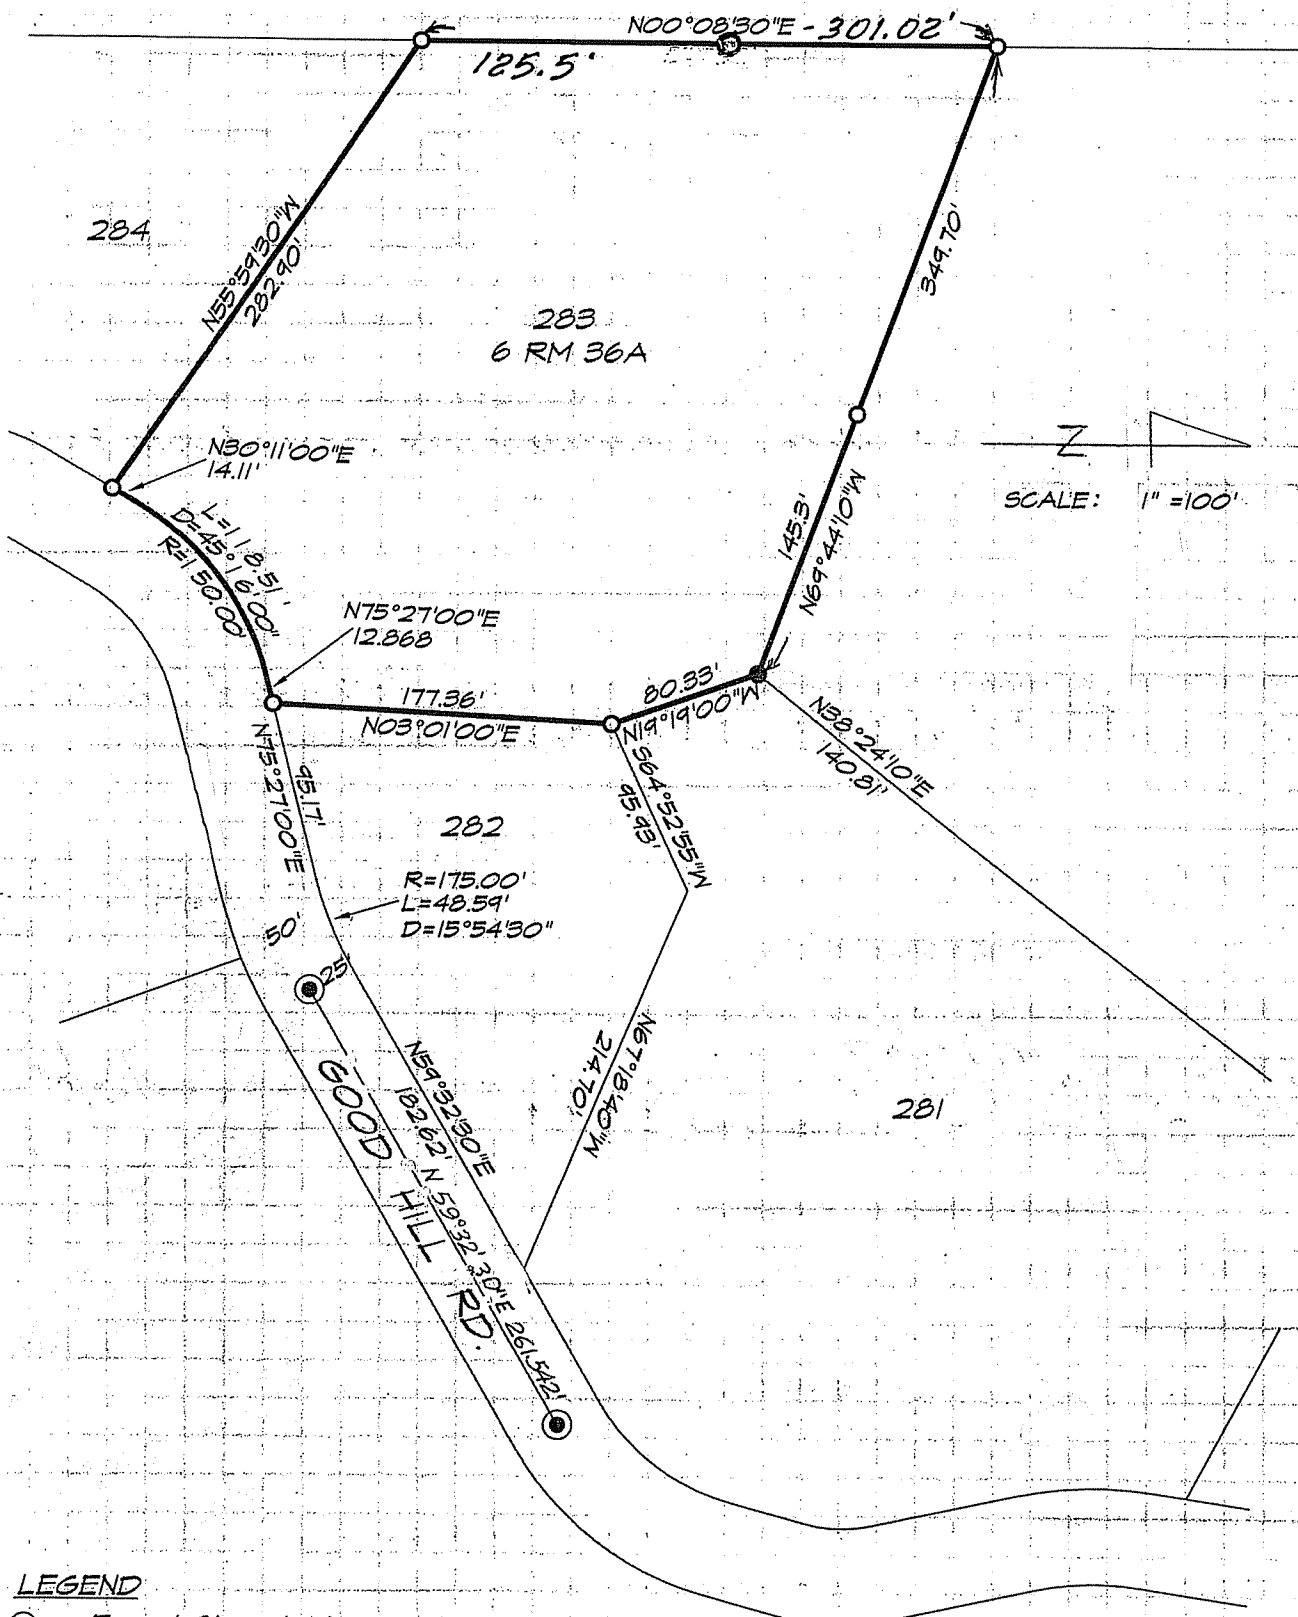 N00°08'30"E - 301.02'
125.5'
284
N55°59'30"W
282.90'
349.70'
283
6 RM 36A
N30°11'00"E
14.11'
L=118.51'
D=45°16'00"
R=150.00'
Z
SCALE: 1" =100'
145.3'
N69°44'10"W
N75°27'00"E
12.868
177.36'
N03°01'00"E
80.33'
N19°19'00"W
N38°24'10"E
140.81'
S64°52'55"W
95.93'
95.17'
N75°27'00"E
282
R=175.00'
L=48.59'
D=15°54'30"
50'
25'
N59°32'30"E
182.62'
N67°18'40"W
214.70'
281
GOOD HILL RD.
N 59°32'30"E 261.542'
LEGEND